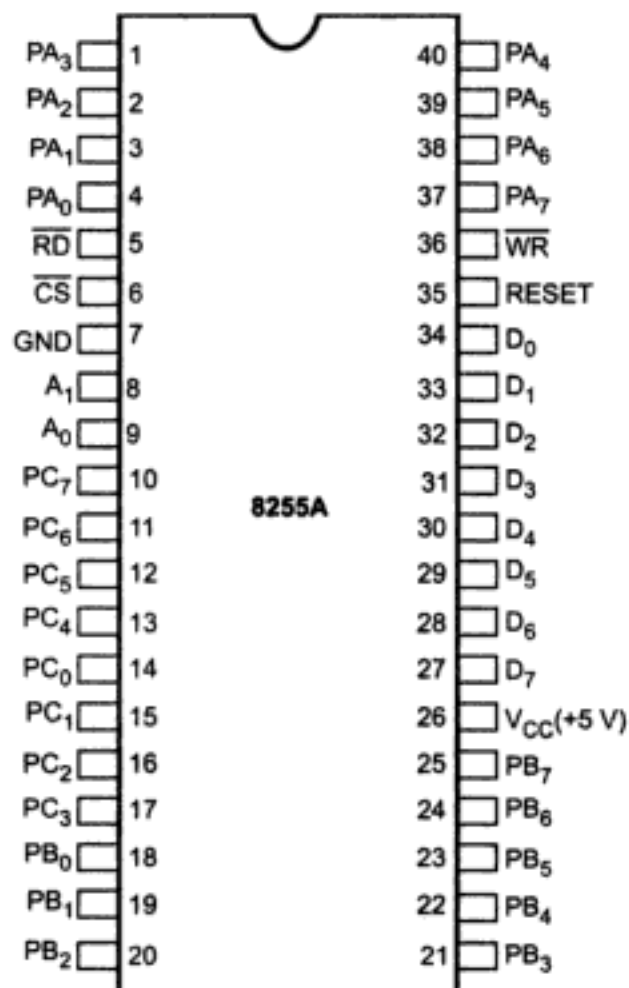 PA₃ 1 40 PA₄
PA₂ 2 39 PA₅
PA₁ 3 38 PA₆
PA₀ 4 37 PA₇
R̅D̅ 5 36 W̅R̅
C̅S̅ 6 35 RESET
GND 7 34 D₀
A₁ 8 33 D₁
A₀ 9 32 D₂
PC₇ 10 31 D₃
8255A
PC₆ 11 30 D₄
PC₅ 12 29 D₅
PC₄ 13 28 D₆
PC₀ 14 27 D₇
PC₁ 15 26 V_CC(+5 V)
PC₂ 16 25 PB₇
PC₃ 17 24 PB₆
PB₀ 18 23 PB₅
PB₁ 19 22 PB₄
PB₂ 20 21 PB₃